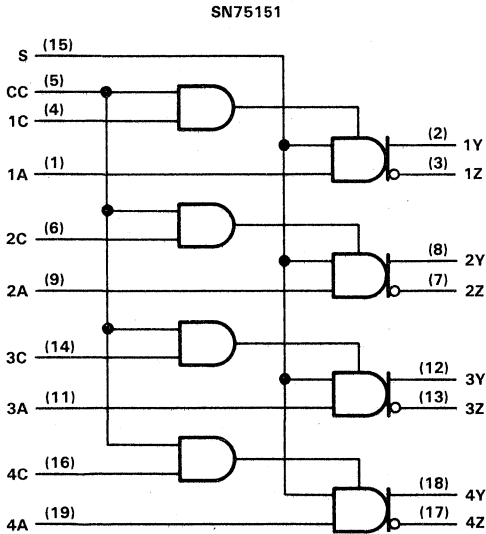 SN75151
S (15)
CC (5)
1C (4)
(2) 1Y
1A (1)
(3) 1Z
2C (6)
(8) 2Y
2A (9)
(7) 2Z
3C (14)
(12) 3Y
3A (11)
(13) 3Z
4C (16)
(18) 4Y
4A (19)
(17) 4Z